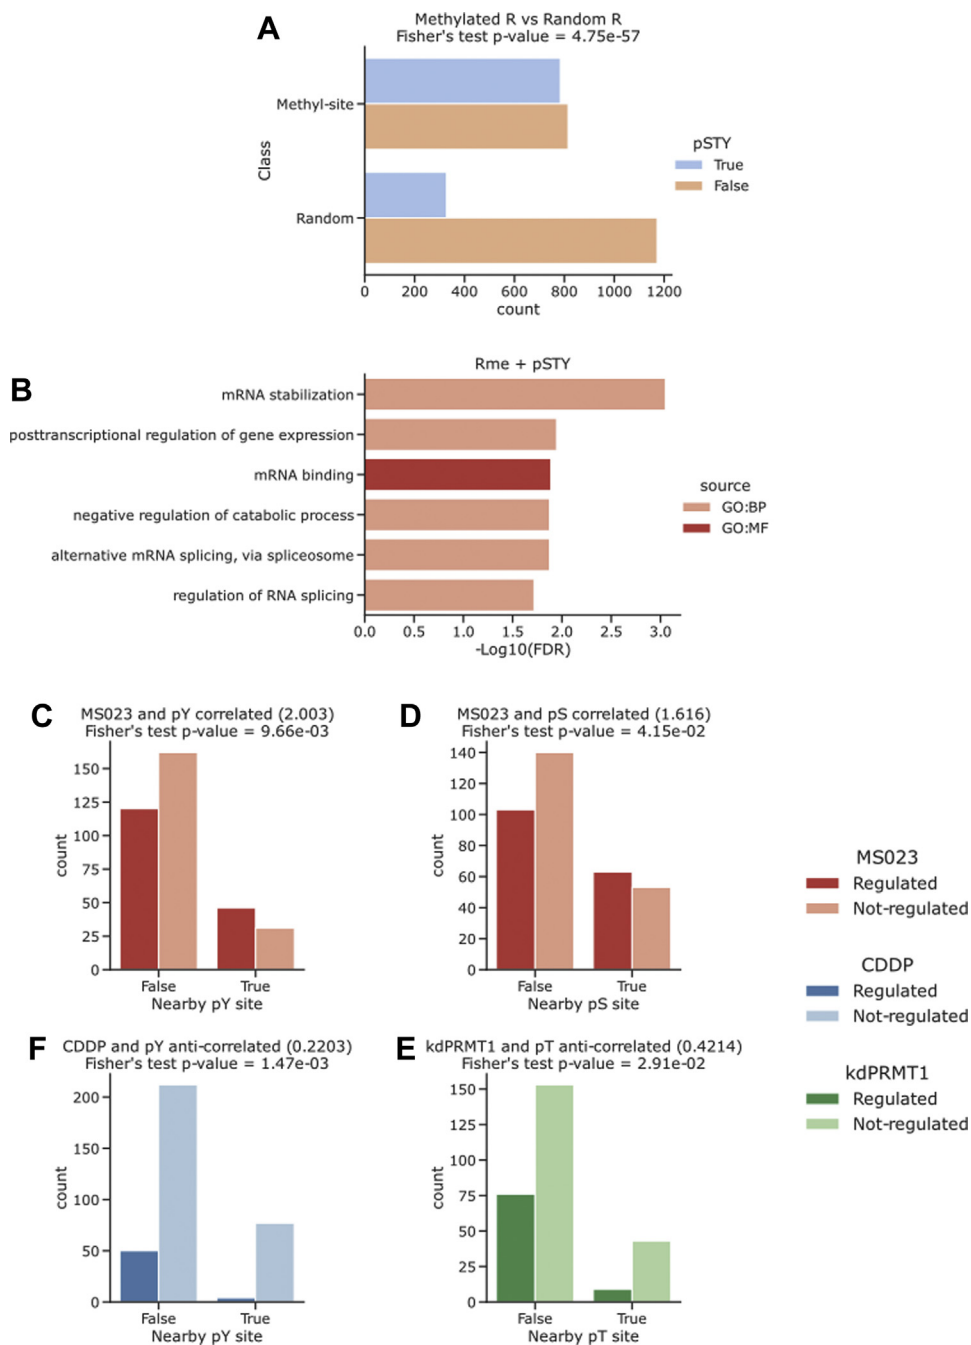 A
Methylated R vs Random R
Fisher's test p-value = 4.75e-57
Class
Methyl-site
Random
0 200 400 600 800 1000 1200
count
pSTY
True
False
B
Rme + pSTY
mRNA stabilization
posttranscriptional regulation of gene expression
mRNA binding
negative regulation of catabolic process
alternative mRNA splicing, via spliceosome
regulation of RNA splicing
0.0 0.5 1.0 1.5 2.0 2.5 3.0
-Log10(FDR)
source
GO:BP
GO:MF
C
MS023 and pY correlated (2.003)
Fisher's test p-value = 9.66e-03
150
125
100
75
50
25
0
count
False True
Nearby pY site
D
MS023 and pS correlated (1.616)
Fisher's test p-value = 4.15e-02
140
120
100
80
60
40
20
0
count
False True
Nearby pS site
MS023
Regulated
Not-regulated
CDDP
Regulated
Not-regulated
kdPRMT1
Regulated
Not-regulated
F
CDDP and pY anti-correlated (0.2203)
Fisher's test p-value = 1.47e-03
200
150
100
50
0
count
False True
Nearby pY site
E
kdPRMT1 and pT anti-correlated (0.4214)
Fisher's test p-value = 2.91e-02
150
125
100
75
50
25
0
count
False True
Nearby pT site